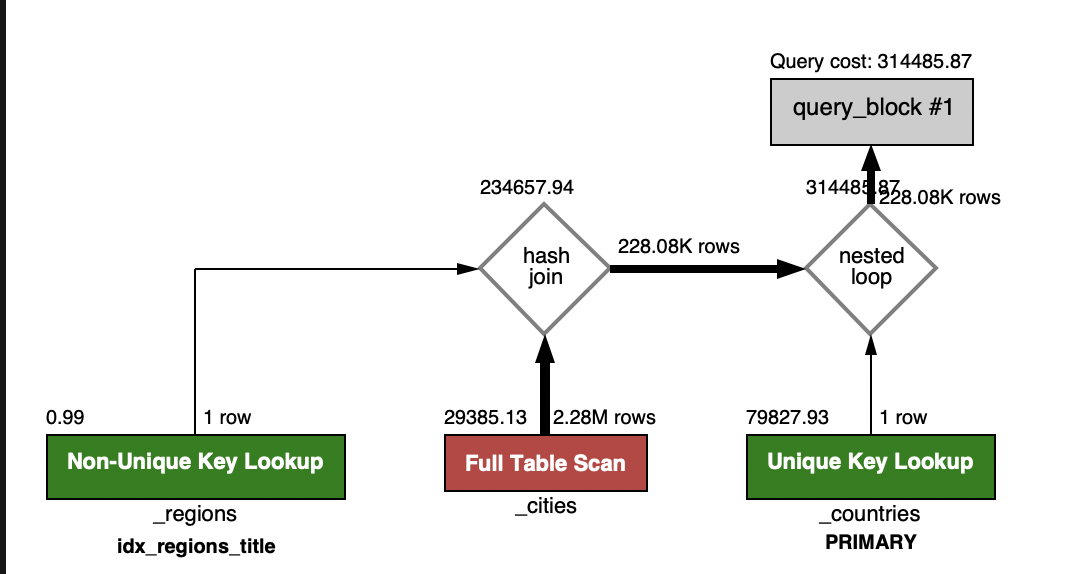 Query cost: 314485.87
query_block #1
234657.94
314485.87
228.08K rows
hash
join
228.08K rows
nested
loop
0.99
1 row
29385.13
2.28M rows
79827.93
1 row
Non-Unique Key Lookup
Full Table Scan
Unique Key Lookup
_regions
_cities
_countries
idx_regions_title
PRIMARY